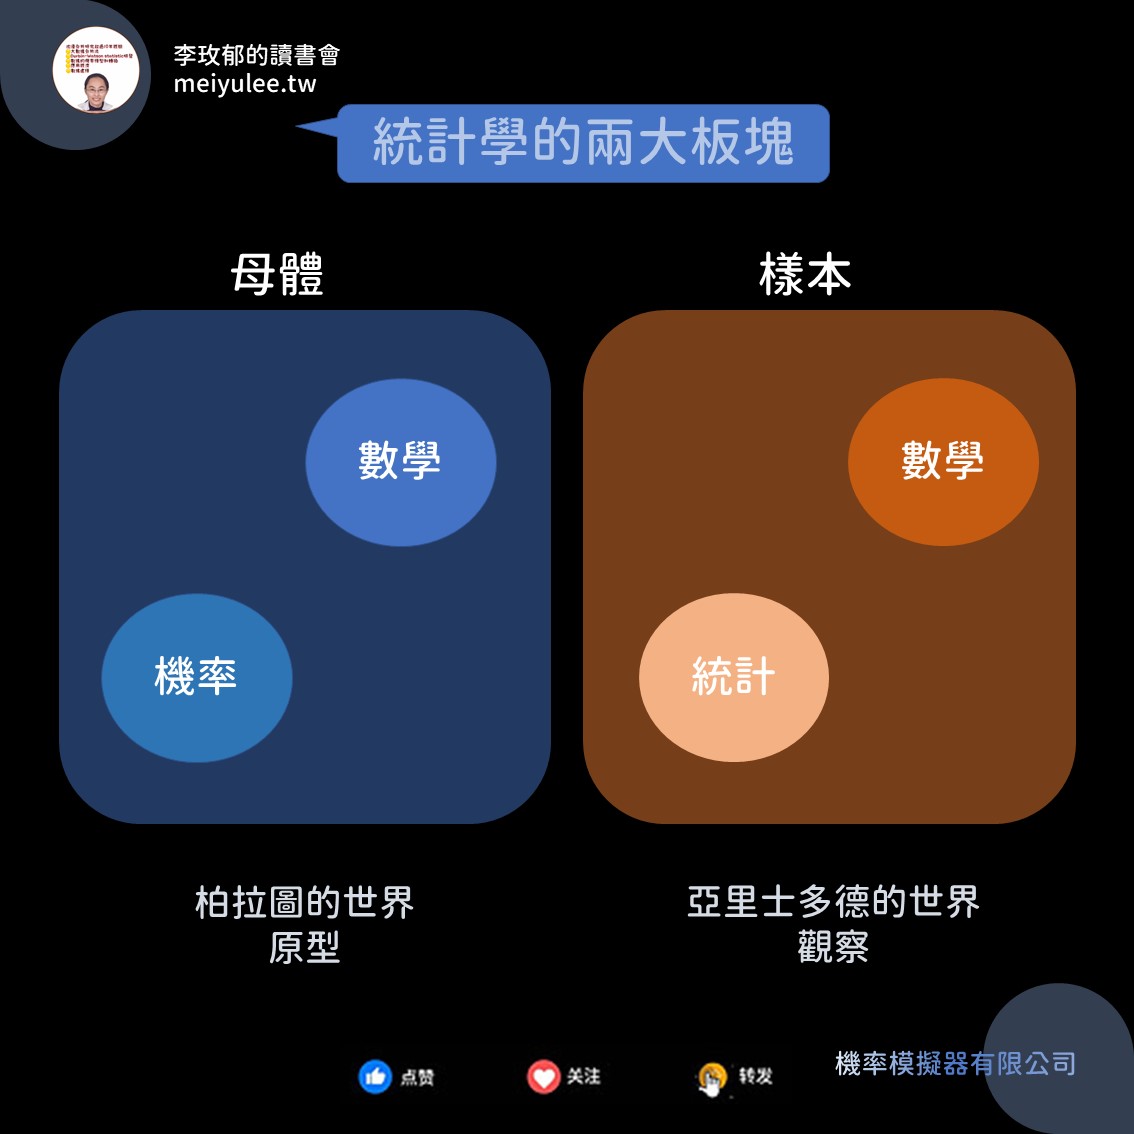 李玫郁的讀書會
meiyulee.tw
統計學的兩大板塊
母體
樣本
數學
機率
數學
統計
柏拉圖的世界
原型
亞里士多德的世界
觀察
点赞
关注
转发
機率模擬器有限公司